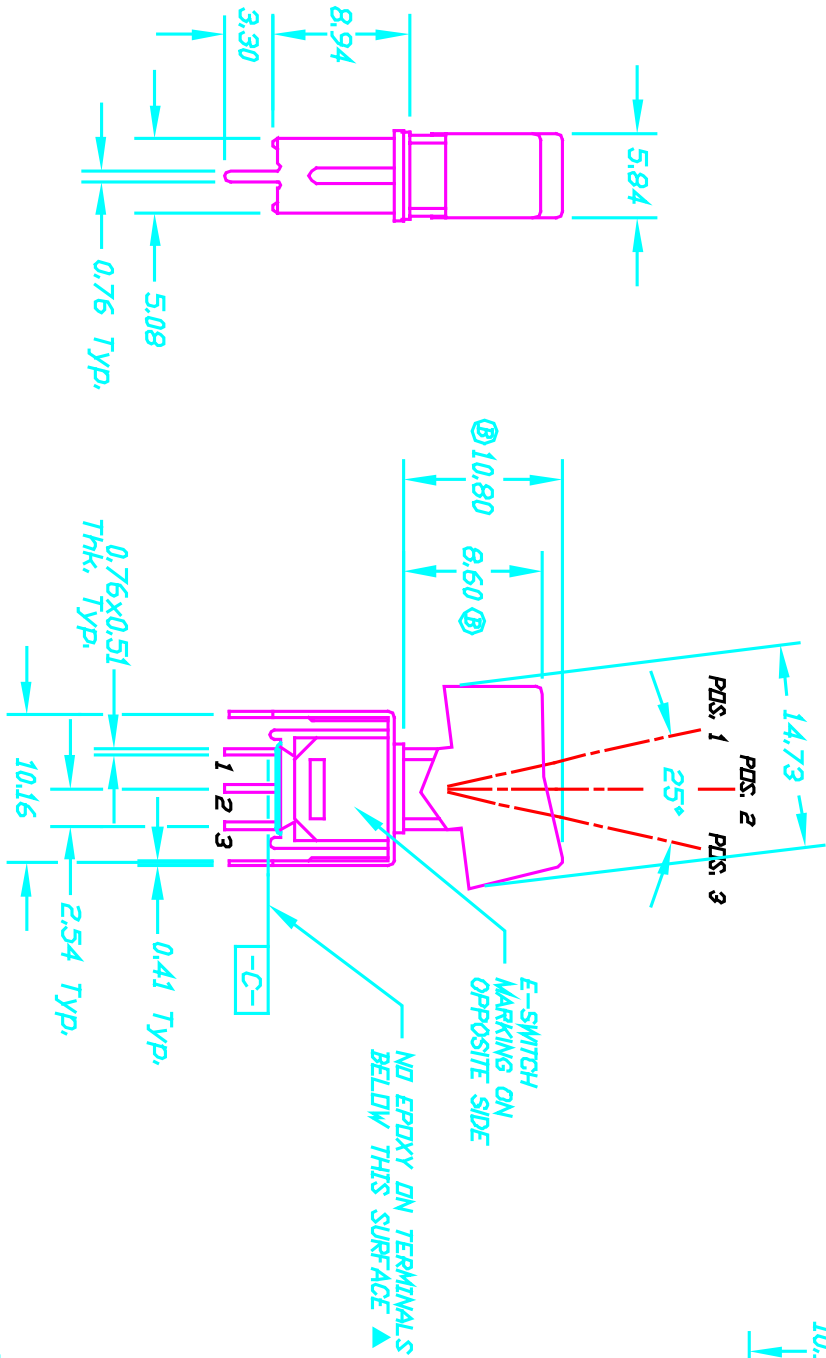 8.94
3.30
5.84
5.08
0.76 Typ.
Ⓑ 10.80
8.60 Ⓑ
POS. 1
POS. 2
POS. 3
14.73
25°
0.76x0.51
Thk. Typ.
1
2
3
10.16
2.54 Typ.
0.41 Typ.
-C-
E-SWITCH
MARKING ON
OPPOSITE SIDE
NO EPOXY ON TERMINALS
BELOW THIS SURFACE ▼